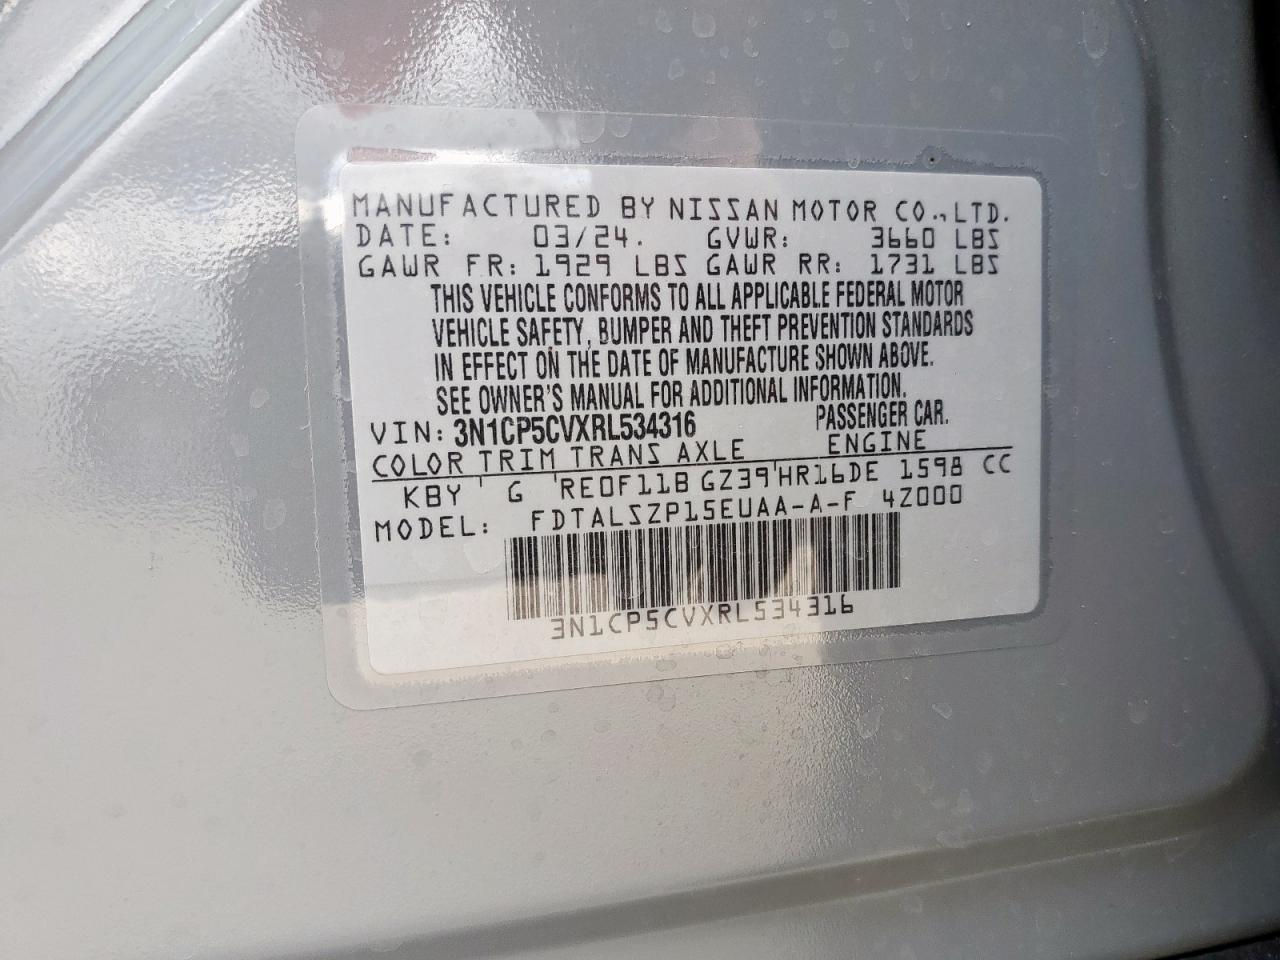 MANUFACTURED BY NISSAN MOTOR CO.,LTD.
DATE: 03/24. GVWR: 3660 LBS
GAWR FR: 1929 LBS GAWR RR: 1731 LBS
THIS VEHICLE CONFORMS TO ALL APPLICABLE FEDERAL MOTOR
VEHICLE SAFETY, BUMPER AND THEFT PREVENTION STANDARDS
IN EFFECT ON THE DATE OF MANUFACTURE SHOWN ABOVE.
SEE OWNER'S MANUAL FOR ADDITIONAL INFORMATION.
VIN: 3N1CP5CVXRL534316 PASSENGER CAR.
COLOR TRIM TRANS AXLE ENGINE
KBY ' G 'RE0F11B GZ39'HR16DE 1598 CC
MODEL: FDTALSZP15EUAA-A-F 4Z000
3N1CP5CVXRL534316